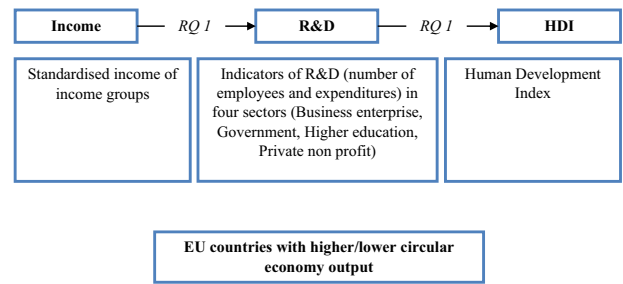 Income RQ 1 R&D RQ 1 HDI
Standardised income of
income groups
Indicators of R&D (number of
employees and expenditures) in
four sectors (Business enterprise,
Government, Higher education,
Private non profit)
Human Development
Index
EU countries with higher/lower circular
economy output